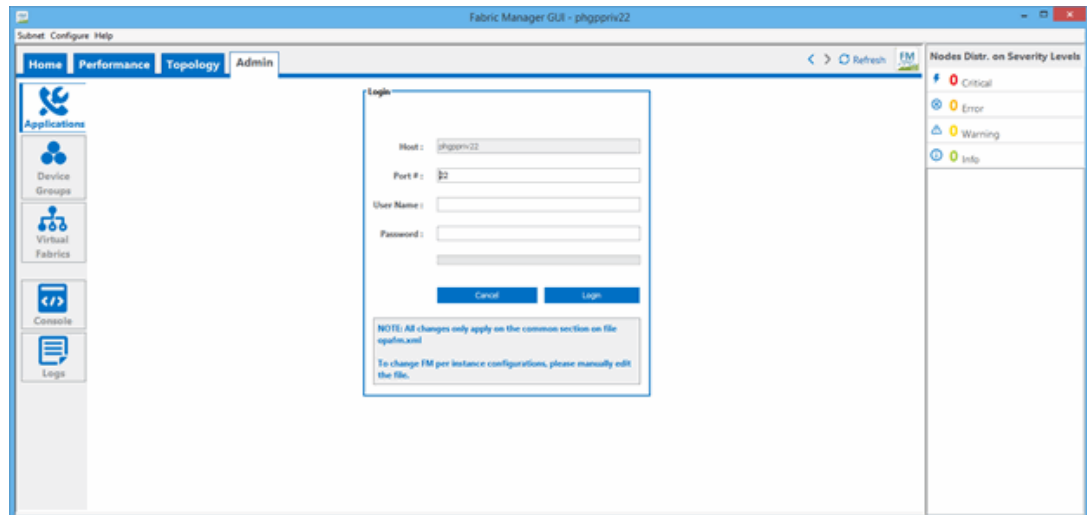 Fabric Manager GUI - phgppriv22
Subnet Configure Help
Home Performance Topology Admin
Refresh
FM
Nodes Distr. on Severity Levels
0 Critical
0 Error
0 Warning
0 Info
Applications
Device
Groups
Virtual
Fabrics
Console
Logs
Login
Host : phgppriv22
Port # : 22
User Name :
Password :
Cancel Login
NOTE: All changes only apply on the common section on file
opafm.xml
To change FM per instance configurations, please manually edit
the file.